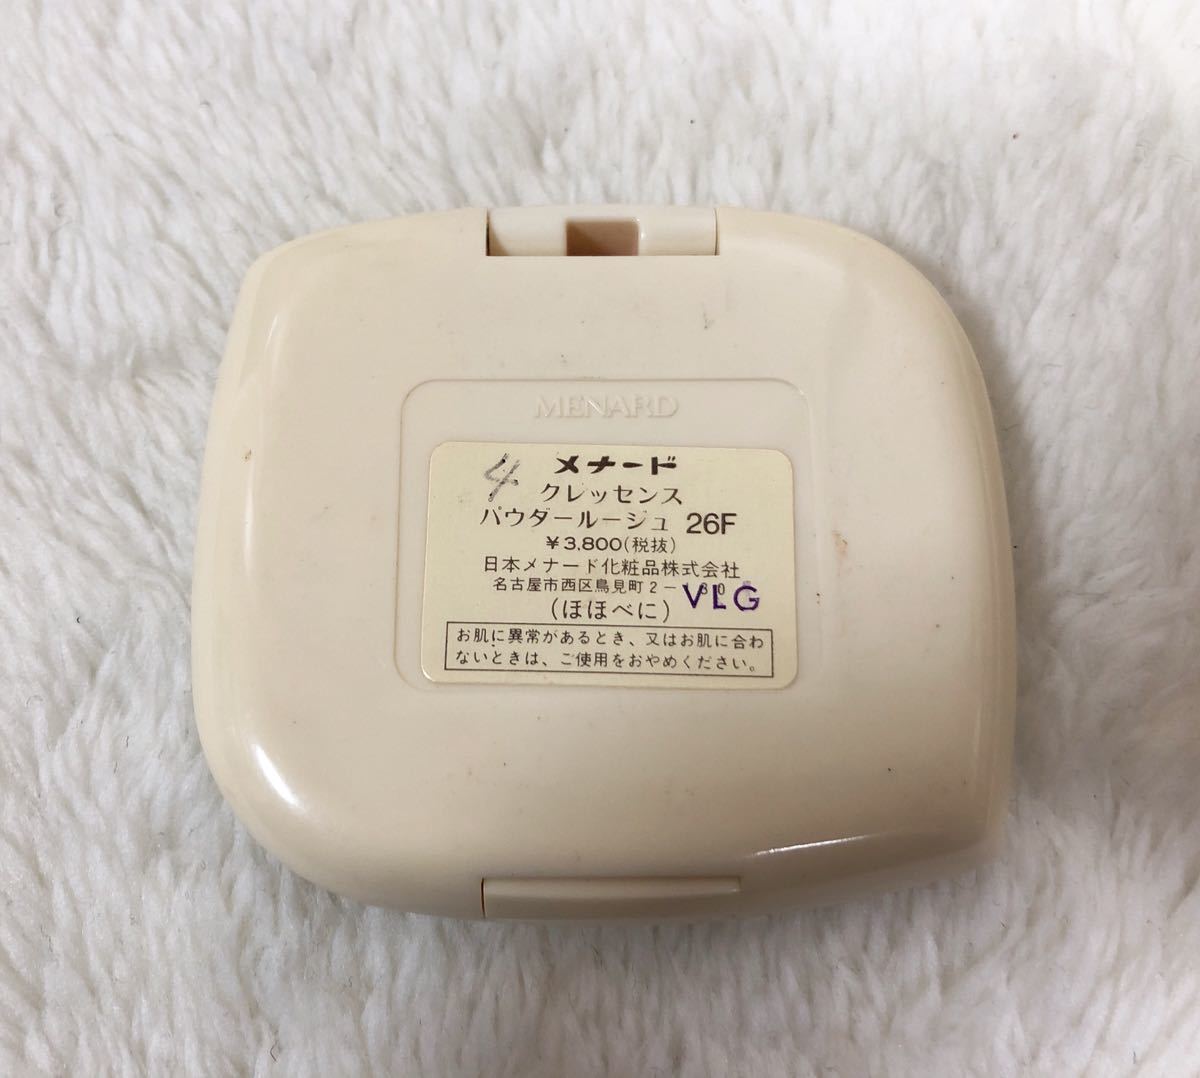 MENARD
4 メナード
クレッセンス
パウダールージュ 26F
¥3,800(税抜)
日本メナード化粧品株式会社
名古屋市西区鳥見町2-
VLG
(ほほべに)
お肌に異常があるとき、又はお肌に合わ
ないときは、ご使用をおやめください。